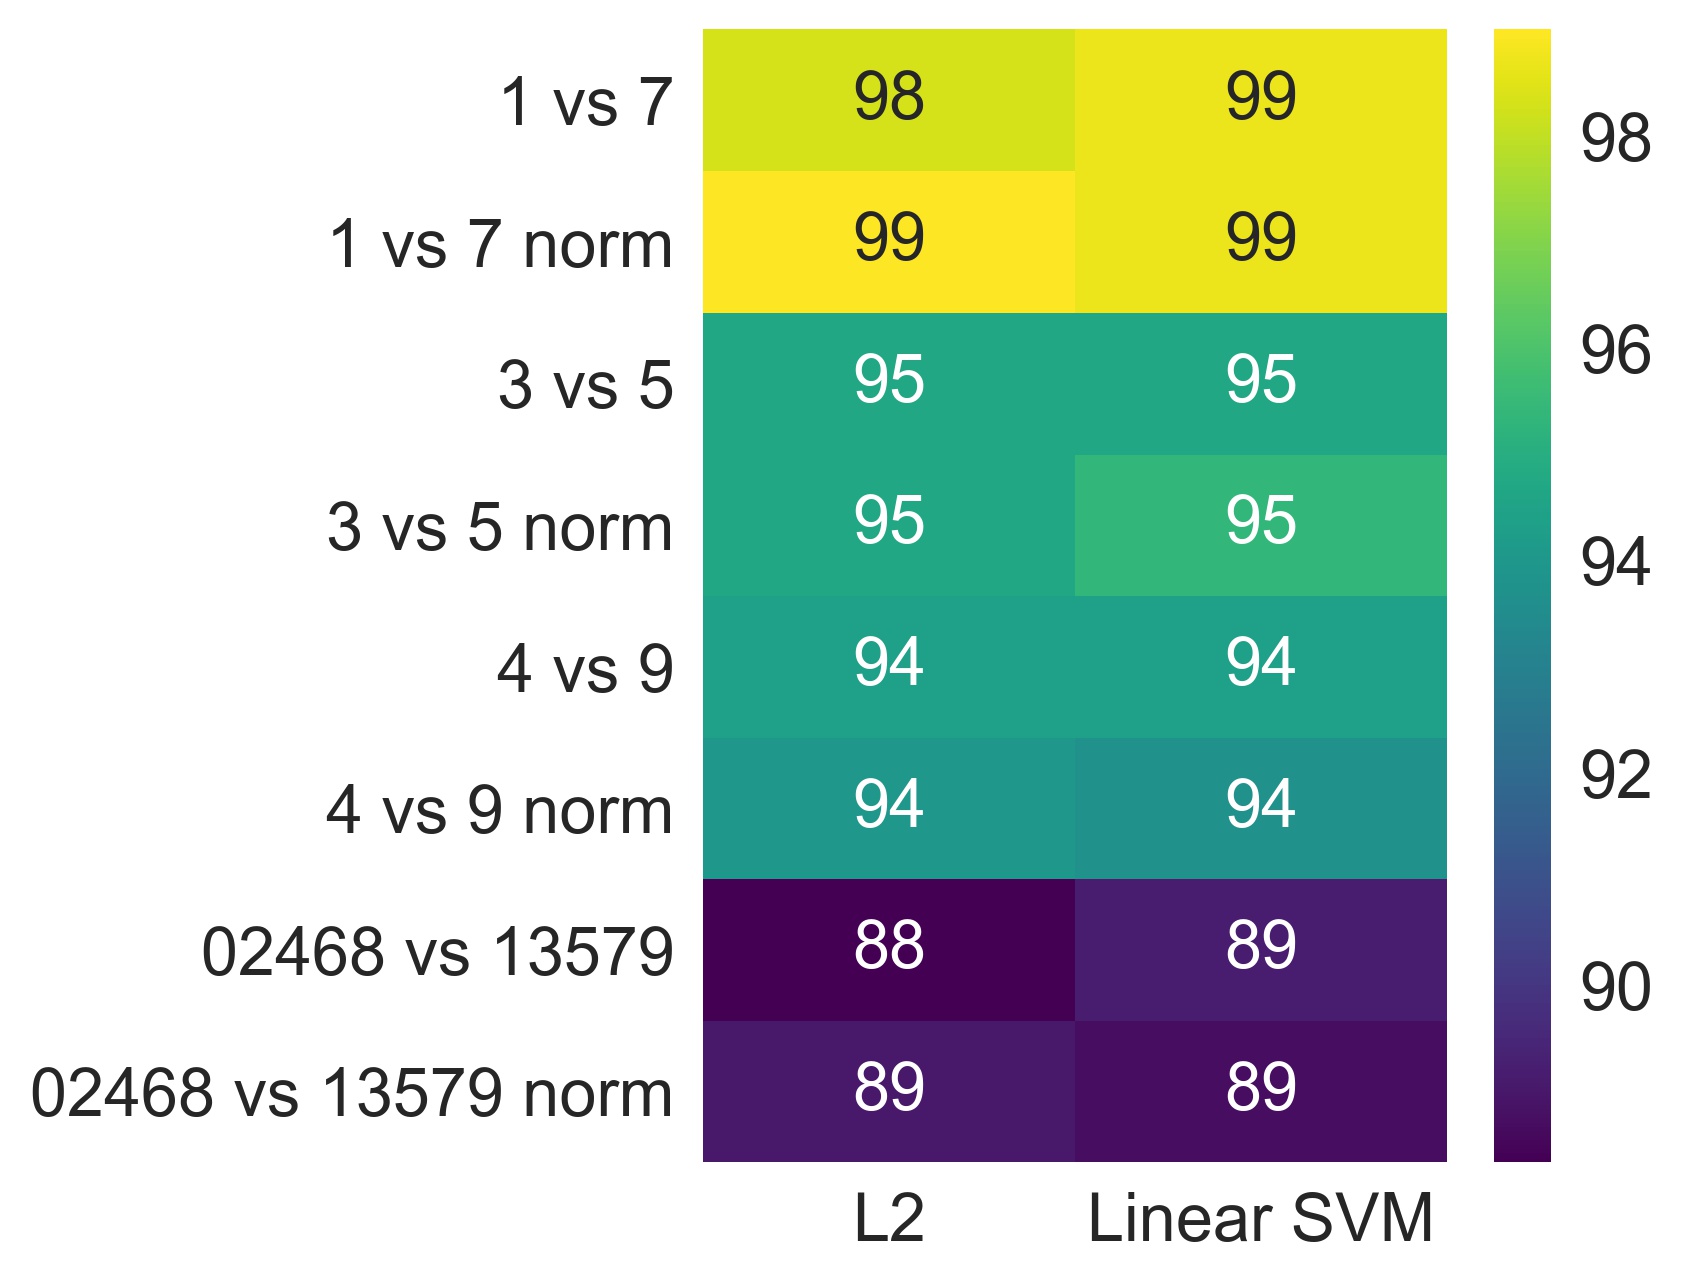 1 vs 7 98 99
1 vs 7 norm 99 99
3 vs 5 95 95
3 vs 5 norm 95 95
4 vs 9 94 94
4 vs 9 norm 94 94
02468 vs 13579 88 89
02468 vs 13579 norm 89 89
L2 Linear SVM
98
96
94
92
90